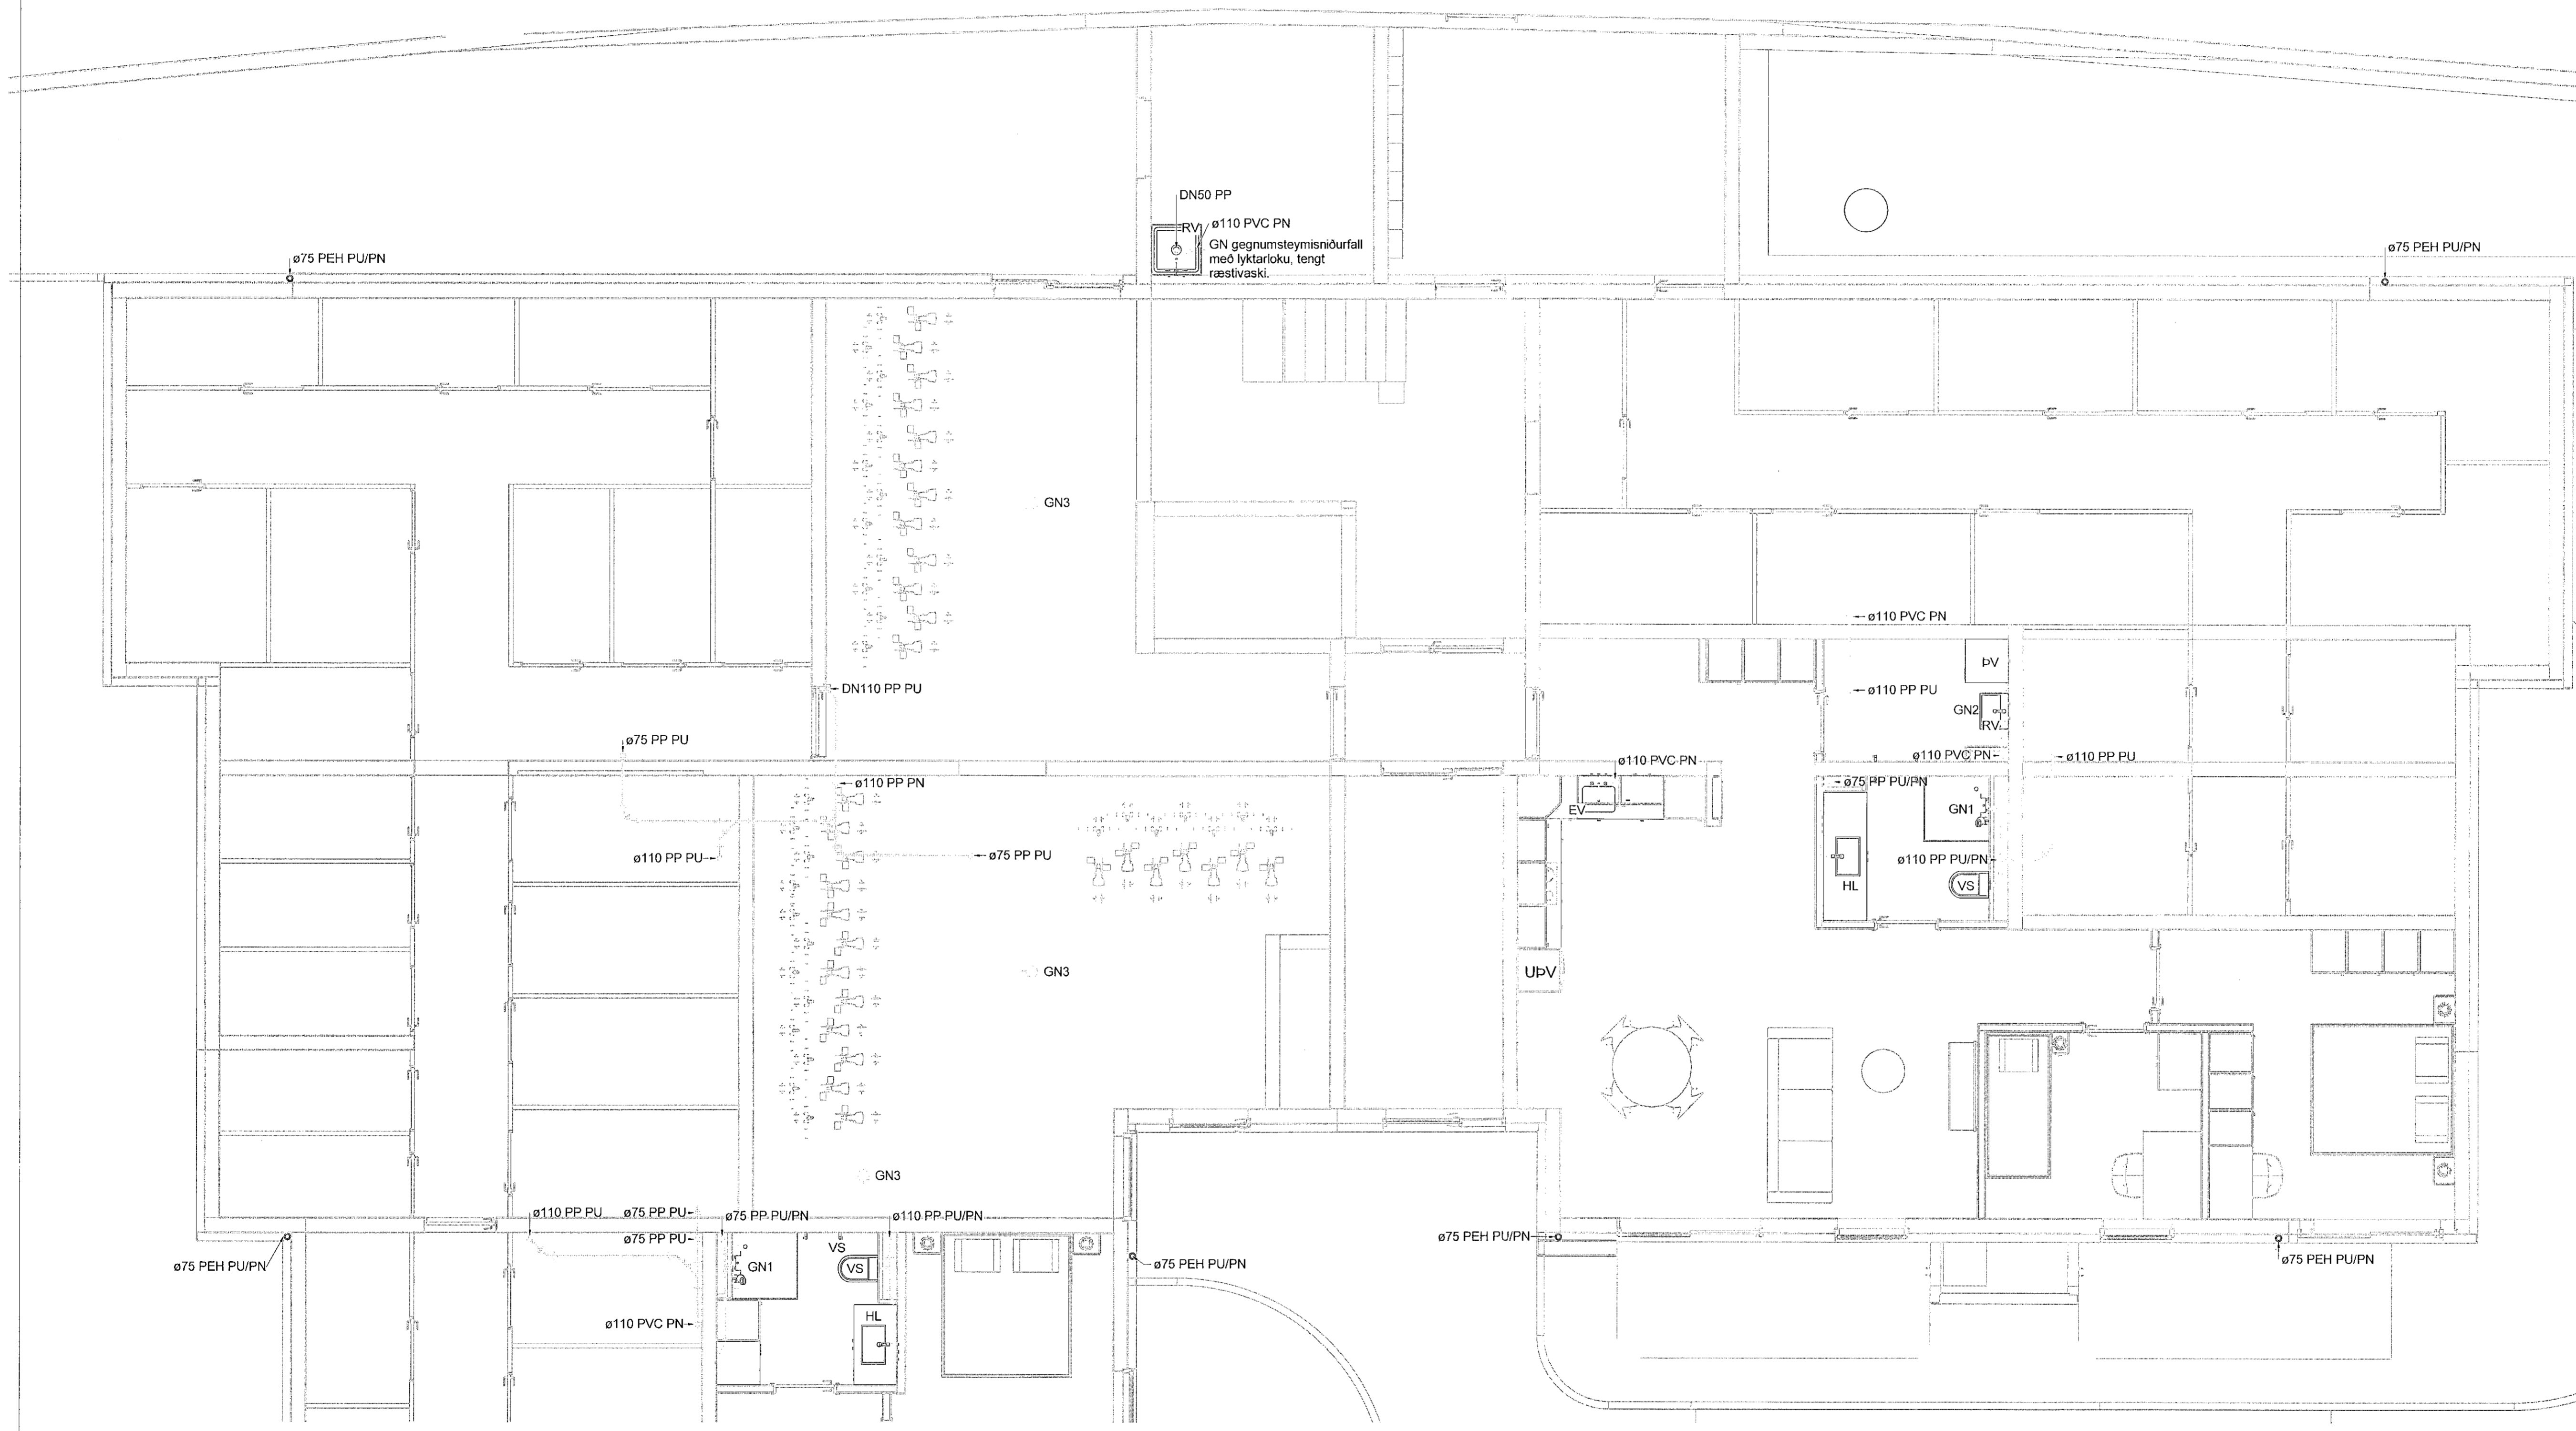 DN50 PP
RV
ø110 PVC PN
GN gegnumsteymisniðurfall
með lyktarloku, tengt
ræstivaski.
ø75 PEH PU/PN
ø75 PEH PU/PN
GN3
ø110 PVC PN
ÞV
DN110 PP PU
ø110 PP PU
GN2
RV
ø75 PP PU
ø110 PVC PN
ø110 PP PU
ø110 PVC PN
ø110 PP PN
ø75 PP PU/PN
EV
GN1
ø110 PP PU
ø75 PP PU
ø110 PP PU/PN
HL
VS
GN3
UÞV
GN3
ø110 PP PU
ø75 PP PU
ø75 PP PU/PN
ø110 PP PU/PN
ø75 PP PU
VS
ø75 PEH PU/PN
ø75 PEH PU/PN
GN1
VS
ø75 PEH PU/PN
ø75 PEH PU/PN
HL
ø110 PVC PN